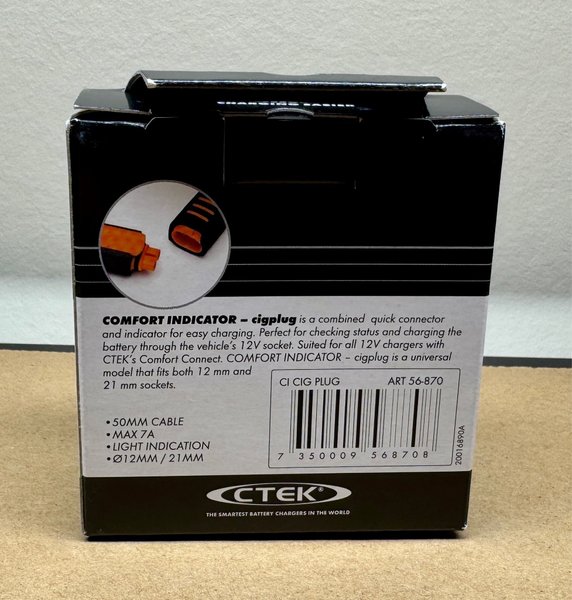 COMFORT INDICATOR – cigplug is a combined quick connector
and indicator for easy charging. Perfect for checking status and charging the
battery through the vehicle's 12V socket. Suited for all 12V chargers with
CTEK's Comfort Connect. COMFORT INDICATOR – cigplug is a universal
model that fits both 12 mm and
21 mm sockets.
• 50MM CABLE
• MAX 7A
• LIGHT INDICATION
• Ø12MM / 21MM
CI CIG PLUG ART 56-870
7 350009 568708
20016890A
CTEK®
THE SMARTEST BATTERY CHARGERS IN THE WORLD